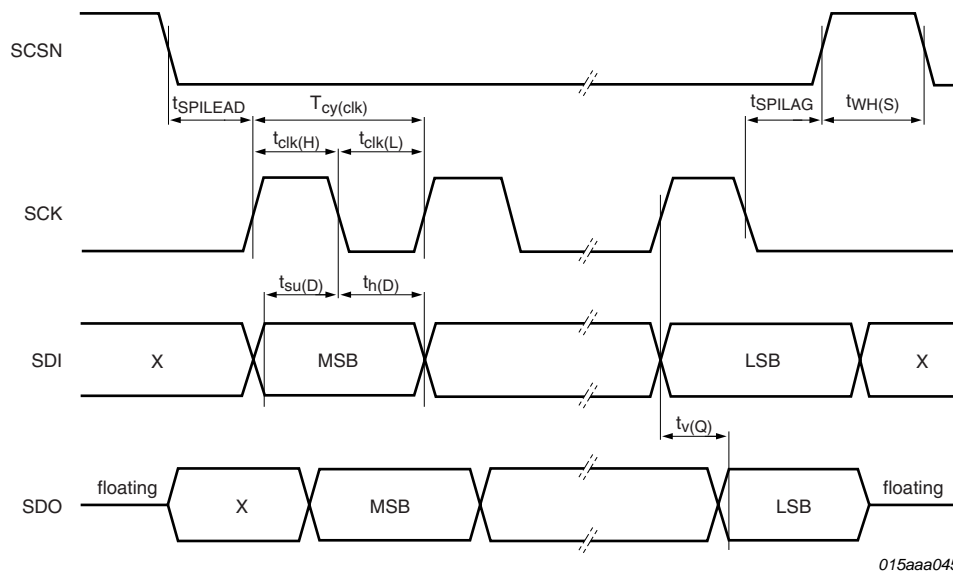 SCSN
tSPILEAD
Tcy(clk)
tSPILAG
tWH(S)
tclk(H)
tclk(L)
SCK
tsu(D)
th(D)
SDI
X
MSB
LSB
X
tv(Q)
SDO
floating
X
MSB
LSB
floating
015aaa045